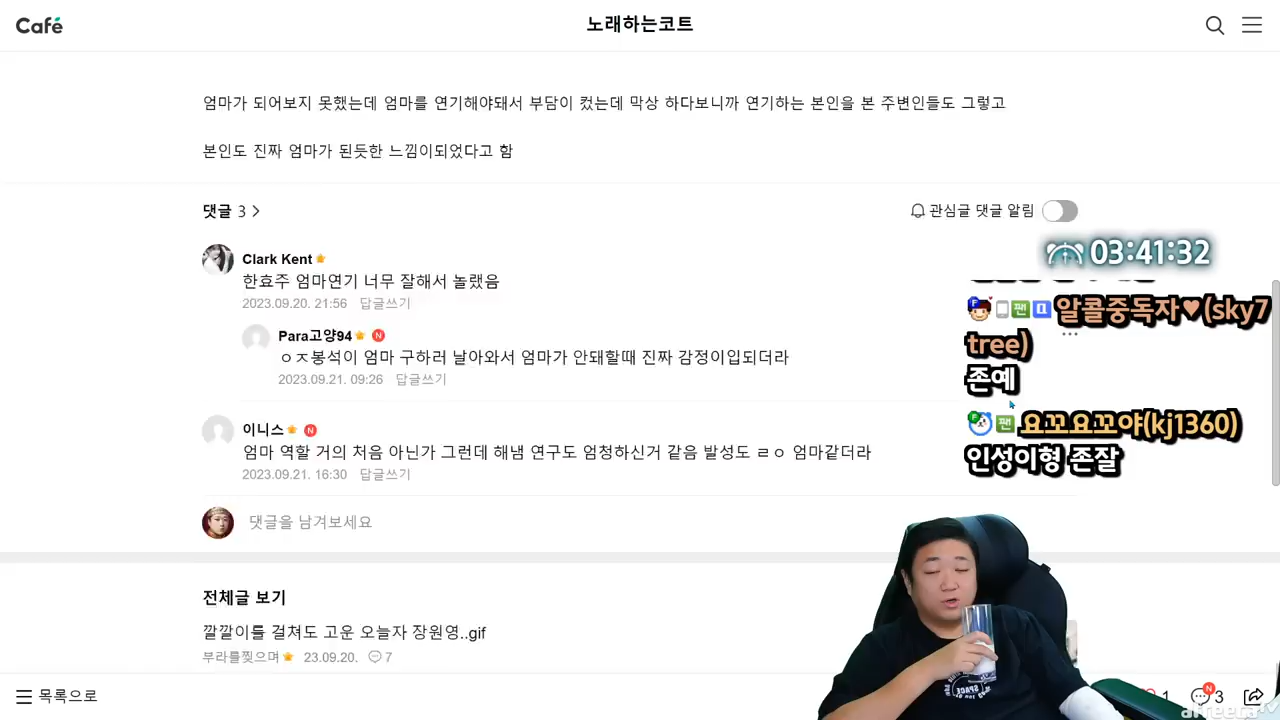 Café
노래하는코트
엄마가 되어보지 못했는데 엄마를 연기해야돼서 부담이 컸는데 막상 하다보니까 연기하는 본인을 본 주변인들도 그렇고
본인도 진짜 엄마가 된듯한 느낌이되었다고 함
댓글 3
관심글 댓글 알림
03:41:32
Clark Kent
한효주 엄마연기 너무 잘해서 놀랬음
2023.09.20. 21:56 답글쓰기
알콜중독자♥(sky7
tree)
존예
Para고양94 N
ㅇㅈ봉석이 엄마 구하러 날아와서 엄마가 안돼할때 진짜 감정이입되더라
2023.09.21. 09:26 답글쓰기
요꼬요꼬야(kj1360)
인성이형 존잘
이니스 N
엄마 역할 거의 처음 아닌가 그런데 해냄 연구도 엄청하신거 같음 발성도 ㄹㅇ 엄마같더라
2023.09.21. 16:30 답글쓰기
댓글을 남겨보세요
전체글 보기
깔깔이를 걸쳐도 고운 오늘자 장원영..gif
부라를찢으며 23.09.20. 7
목록으로
1
N
3
afreecaTV